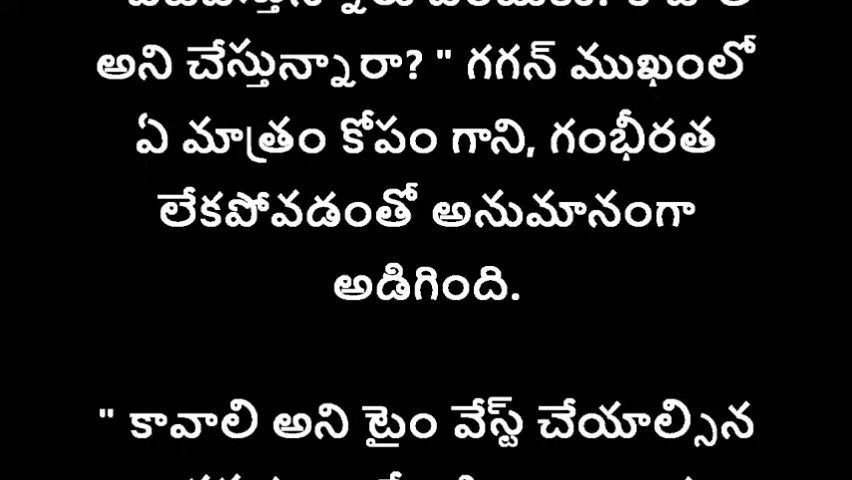 అని చేస్తున్నారా? " గగన్ ముఖంలో
ఏ మాత్రం కోపం గాని, గంభీరత
లేకపోవడంతో అనుమానంగా
అడిగింది.
" కావాలి అని టైం వేస్ట్ చేయాల్సిన